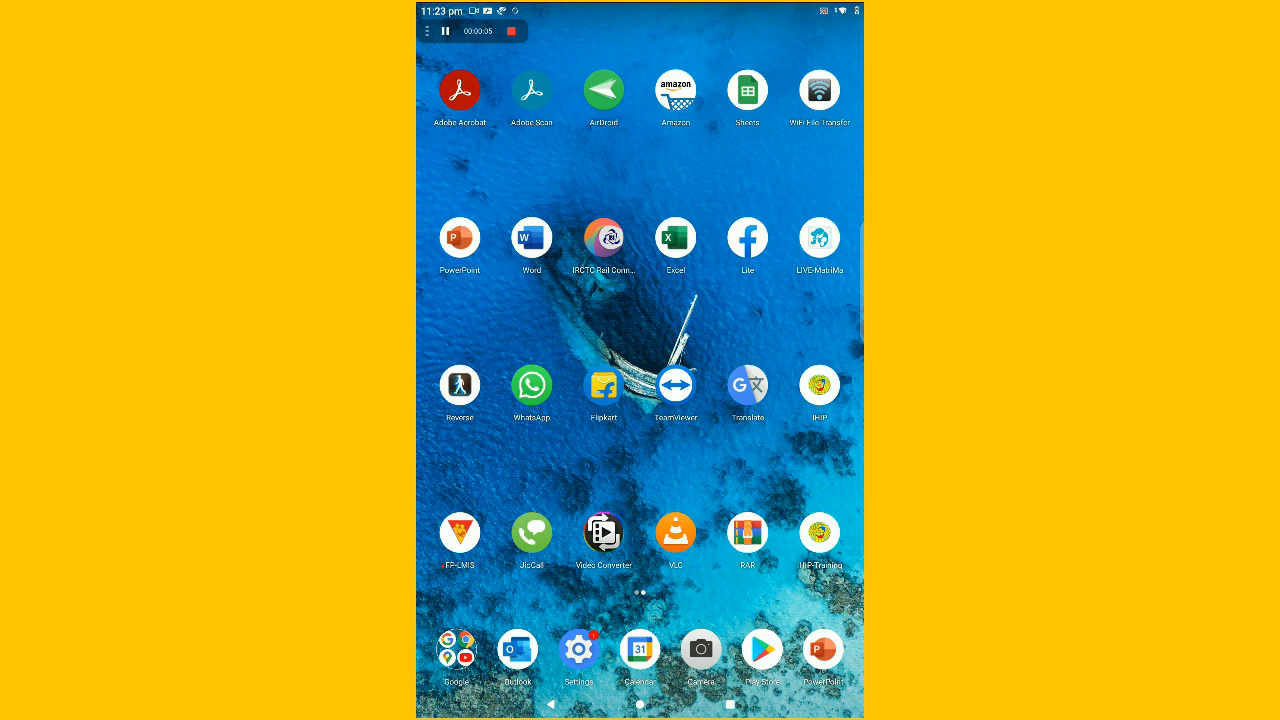 11:23 pm
00:00:05
amazon
Adobe Acrobat
Adobe Scan
AirDroid
Amazon
Sheets
WiFi File Transfer
P
W
X
PowerPoint
Word
IRCTC Rail Conn...
Excel
Lite
LIVE-MatriMa
G
Reverse
WhatsApp
Flipkart
TeamViewer
Translate
IHIP
FP-LMIS
JioCall
Video Converter
VLC
RAR
IHIP-Training
O
31
P
Google
Outlook
Settings
Calendar
Camera
Play Store
PowerPoint